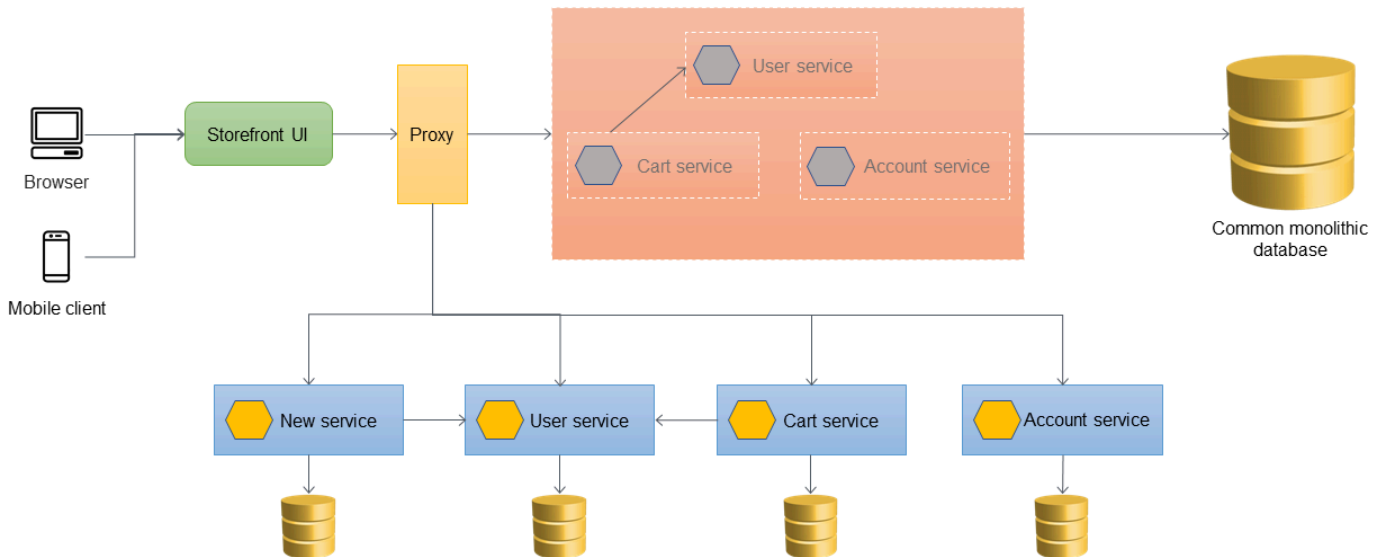 User service
Storefront UI
Proxy
Cart service
Account service
Browser
Common monolithic
database
Mobile client
New service
User service
Cart service
Account service